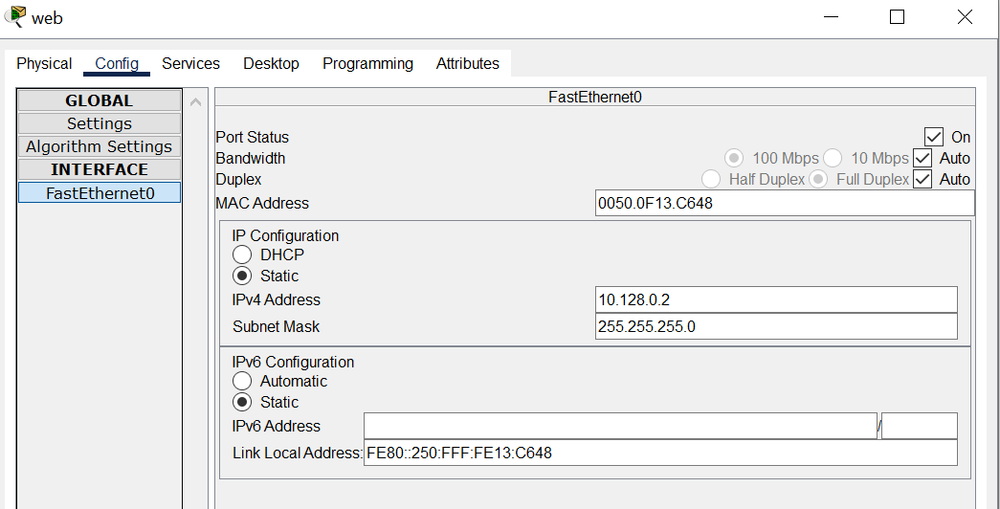 web
Physical Config Services Desktop Programming Attributes
GLOBAL
Settings
Algorithm Settings
INTERFACE
FastEthernet0
FastEthernet0
Port Status On
Bandwidth 100 Mbps 10 Mbps Auto
Duplex Half Duplex Full Duplex Auto
MAC Address 0050.0F13.C648
IP Configuration
DHCP
Static
IPv4 Address 10.128.0.2
Subnet Mask 255.255.255.0
IPv6 Configuration
Automatic
Static
IPv6 Address /
Link Local Address: FE80::250:FFF:FE13:C648